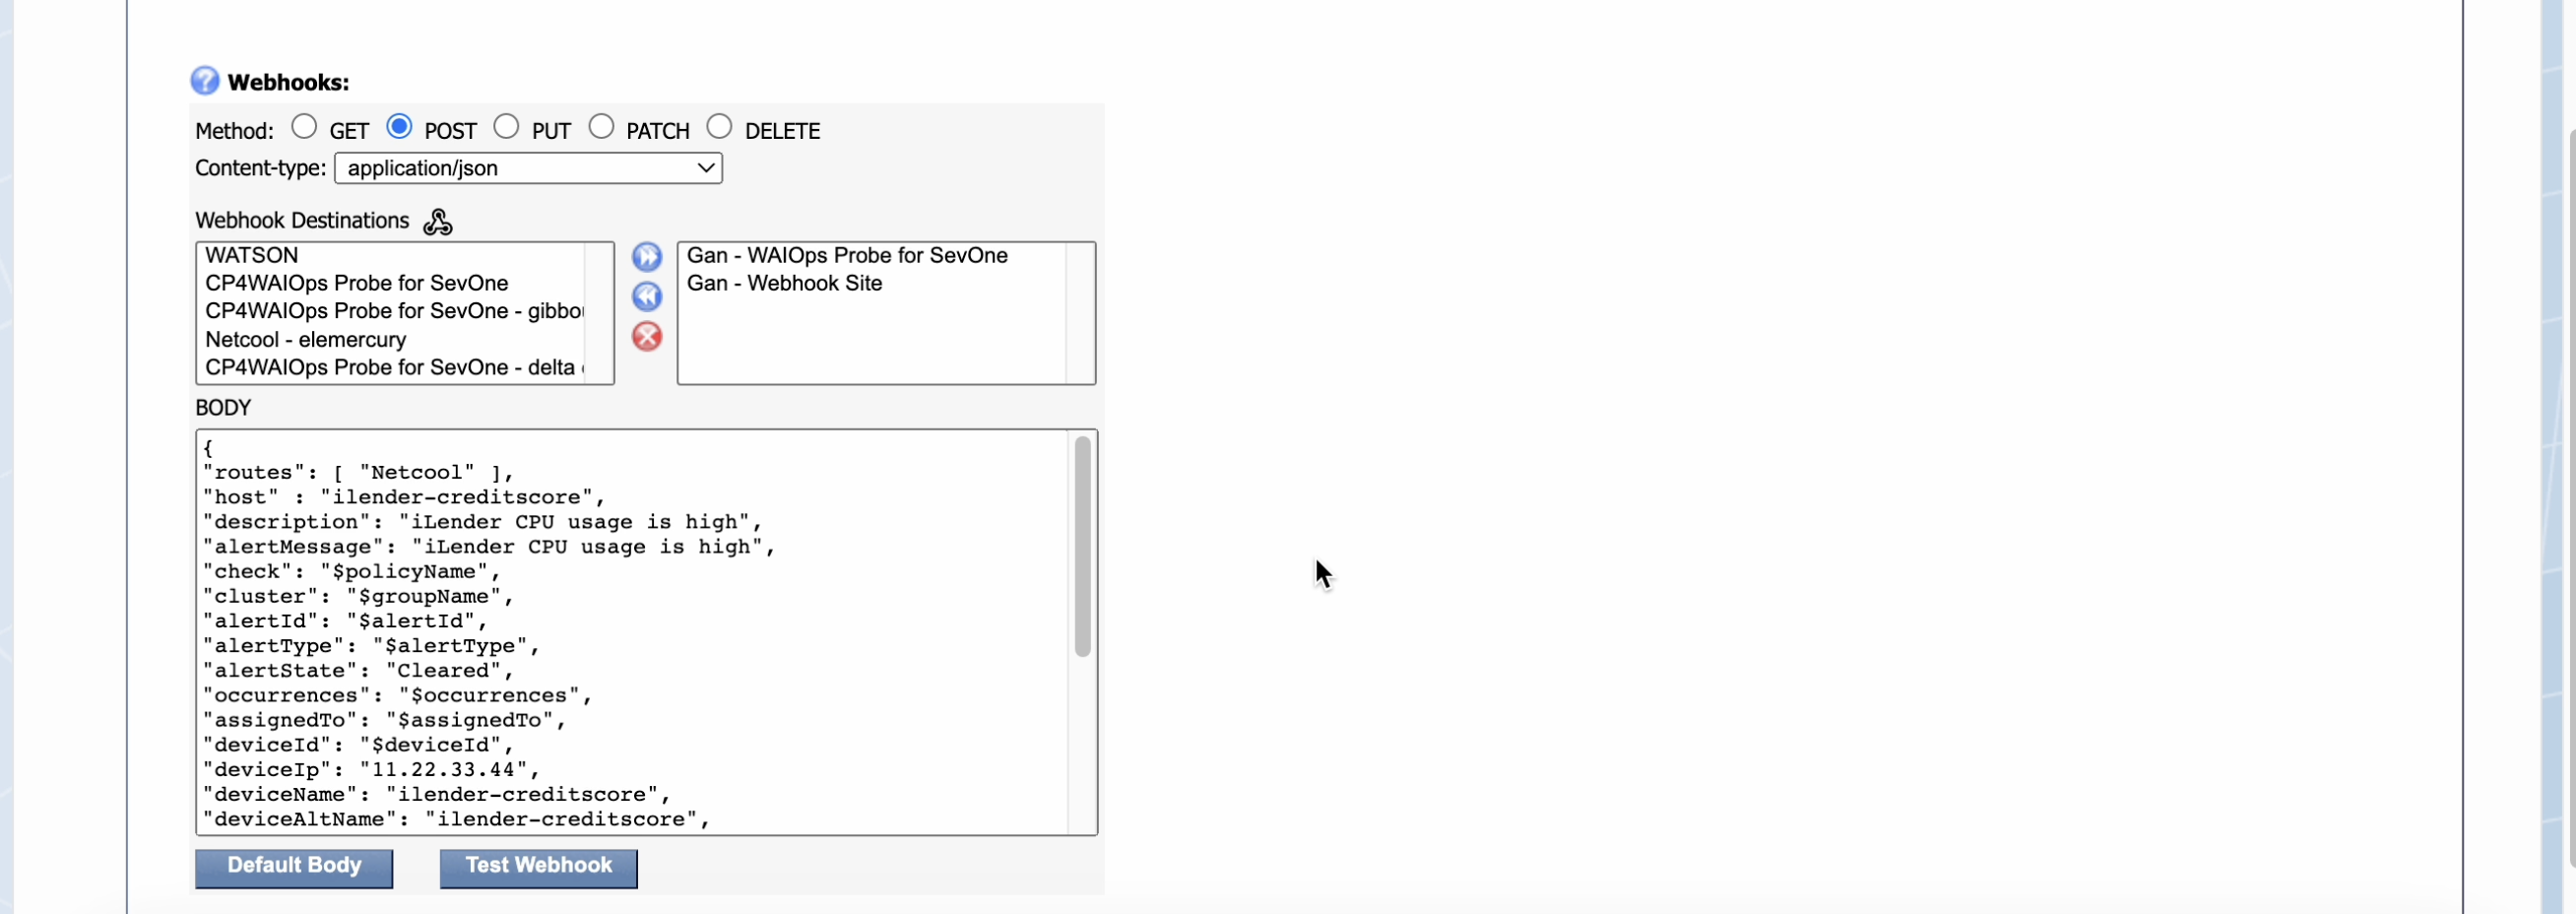 Webhooks:
Method: GET POST PUT PATCH DELETE
Content-type: application/json
Webhook Destinations
WATSON
CP4WAIOps Probe for SevOne
CP4WAIOps Probe for SevOne - gibbou
Netcool - elemercury
CP4WAIOps Probe for SevOne - delta
Gan - WAIOps Probe for SevOne
Gan - Webhook Site
BODY
{
"routes": [ "Netcool" ],
"host" : "ilender-creditscore",
"description": "iLender CPU usage is high",
"alertMessage": "iLender CPU usage is high",
"check": "$policyName",
"cluster": "$groupName",
"alertId": "$alertId",
"alertType": "$alertType",
"alertState": "Cleared",
"occurrences": "$occurrences",
"assignedTo": "$assignedTo",
"deviceId": "$deviceId",
"deviceIp": "11.22.33.44",
"deviceName": "ilender-creditscore",
"deviceAltName": "ilender-creditscore",
Default Body
Test Webhook